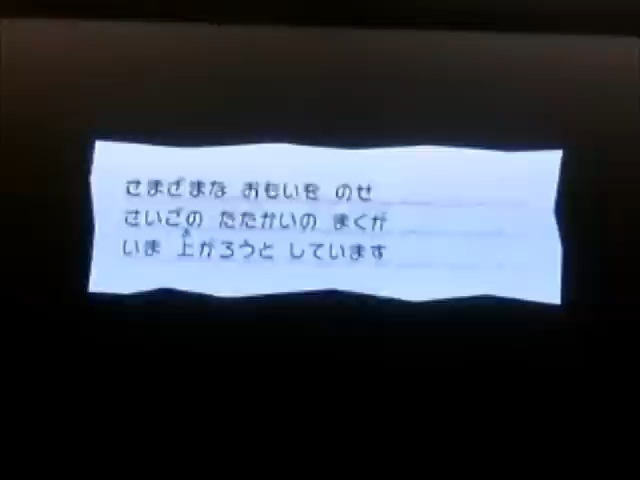 さまざまな おもいを のせ
さいごの たたかいの まくが
いま 上がろうと しています